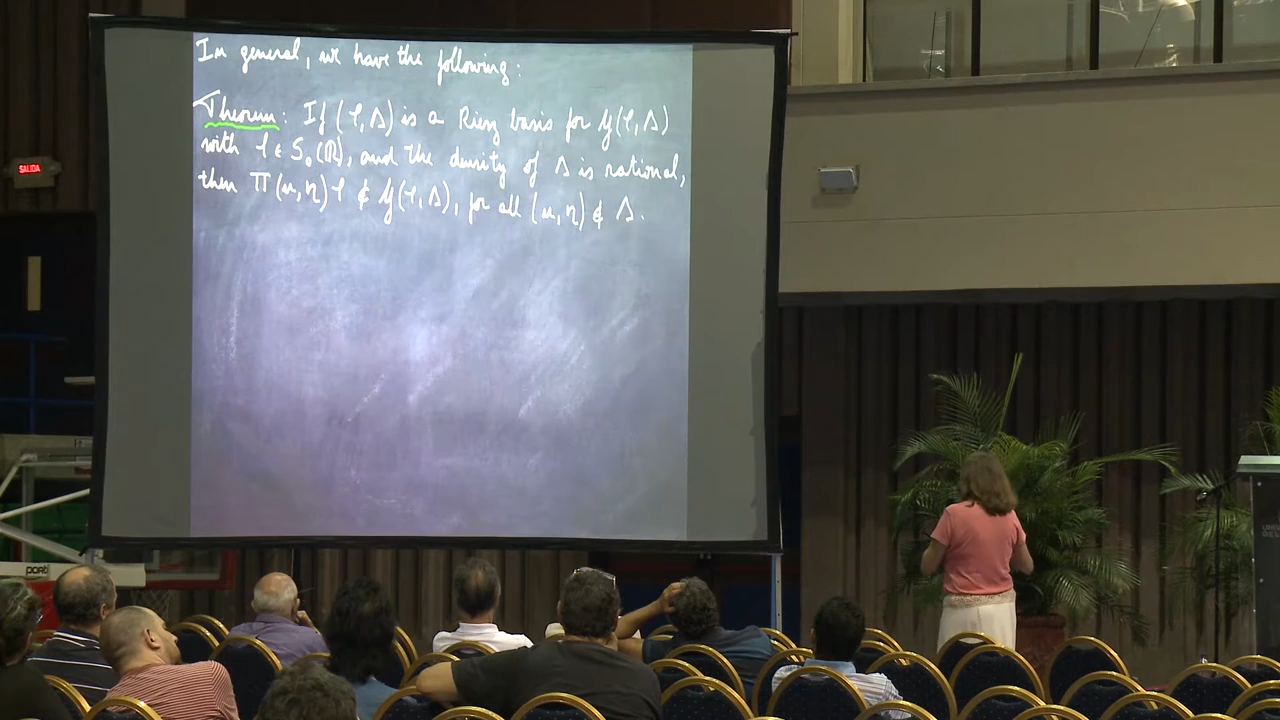 SALIDA
In general, we have the following:
Theorem: If (φ, Λ) is a Riesz basis for 𝒢(φ, Λ)
with φ ∈ S₀(ℝ), and the density of Λ is rational,
then π(u, η)φ ∉ 𝒢(φ, Λ), for all (u, η) ∉ Λ.